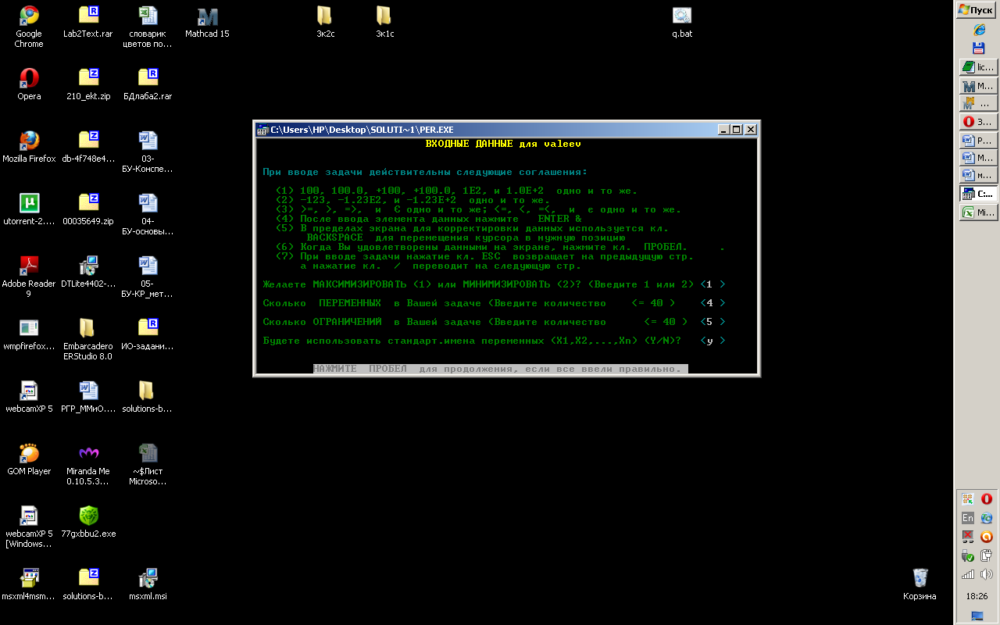 Google
Chrome
Lab2Text.rar
словарик
цветов по...
Mathcad 15
3к2с
3к1с
q.bat
Opera
210_ekt.zip
БДлаба2.rar
Mozilla Firefox
db-4f748e4...
03-
БУ-Конспе...
utorrent-2....
00035649.zip
04-
БУ-основы...
Adobe Reader
9
DTLite4402-...
05-
БУ-КР_мет...
wmpfirefox...
Embarcadero
ERStudio 8.0
ИО-задани...
webcamXP 5
РГР_ММиО....
solutions-b...
GOM Player
Miranda Me
0.10.5.3...
~$Лист
Microso...
webcamXP 5
[Windows...
77gxbbu2.exe
msxml4msm...
solutions-b...
msxml.msi
C:\Users\HP\Desktop\SOLUTI~1\PER.EXE
ВХОДНЫЕ ДАННЫЕ для valeev
При вводе задачи действительны следующие соглашения:
(1) 100, 100.0, +100, +100.0, 1E2, и 1.0E+2 одно и то же.
(2) -123, -1.23E2, и -1.23E+2 одно и то же.
(3) >=, >, =>, и Є одно и то же; <=, <, =<, и є одно и то же.
(4) После ввода элемента данных нажмите ENTER &
(5) В пределах экрана для корректировки данных используется кл.
BACKSPACE для перемещения курсора в нужную позицию
(6) Когда Вы удовлетворены данными на экране, нажмите кл. ПРОБЕЛ. .
(7) При вводе задачи нажатие кл. ESC возвращает на предыдущую стр.
а нажатие кл. / переводит на следующую стр.
Желаете МАКСИМИЗИРОВАТЬ (1) или МИНИМИЗИРОВАТЬ (2)? (Введите 1 или 2) <1 >
Сколько ПЕРЕМЕННЫХ в Вашей задаче (Введите количество <= 40 ) <4 >
Сколько ОГРАНИЧЕНИЙ в Вашей задаче (Введите количество <= 40 ) <5 >
Будете использовать стандарт.имена переменных (X1,X2,...,Xn) (Y/N)? <y >
НАЖМИТЕ ПРОБЕЛ для продолжения, если все ввели правильно.
Пуск
lic...
M...
...
З...
Р...
М...
м...
C:...
Mi...
En
18:26
Корзина